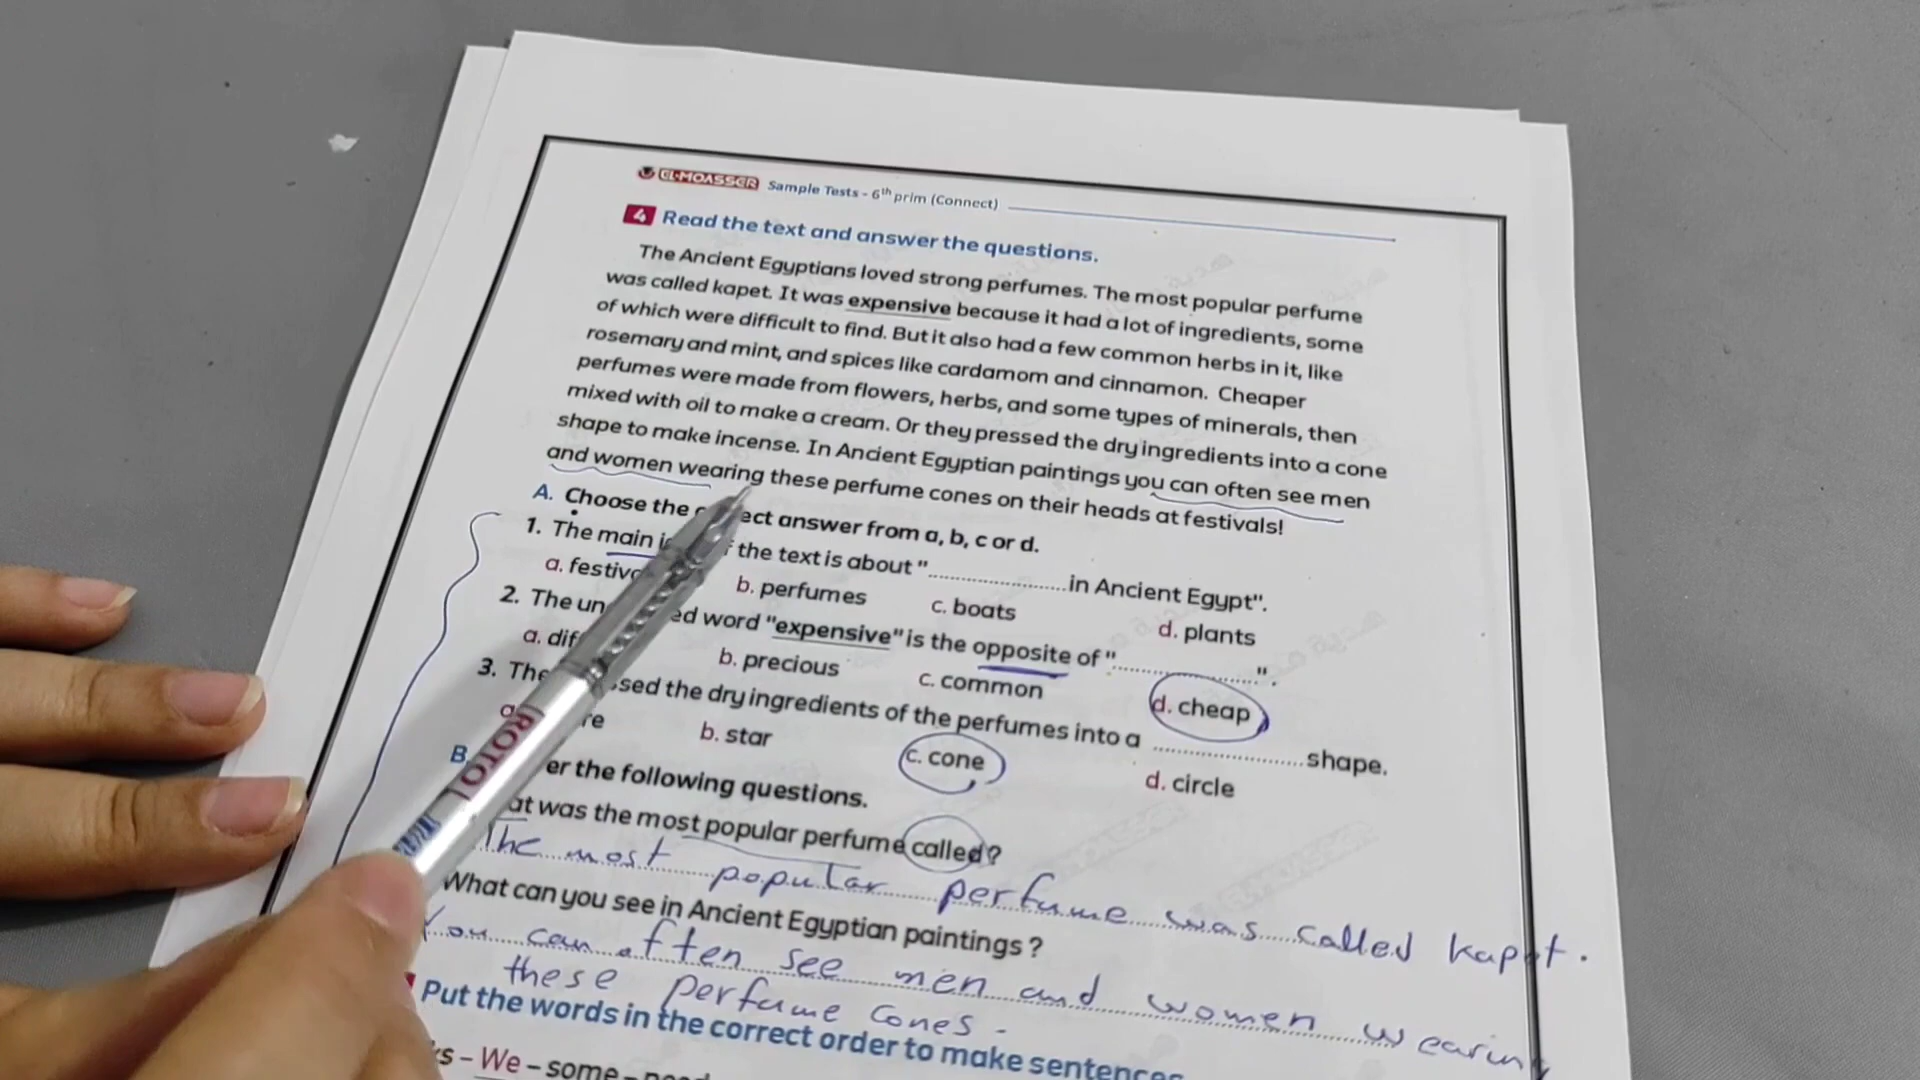 EL-MOASSER Sample Tests - 6th prim (Connect)
4 Read the text and answer the questions.
The Ancient Egyptians loved strong perfumes. The most popular perfume
was called kapet. It was expensive because it had a lot of ingredients, some
of which were difficult to find. But it also had a few common herbs in it, like
rosemary and mint, and spices like cardamom and cinnamon. Cheaper
perfumes were made from flowers, herbs, and some types of minerals, then
mixed with oil to make a cream. Or they pressed the dry ingredients into a cone
shape to make incense. In Ancient Egyptian paintings you can often see men
and women wearing these perfume cones on their heads at festivals!
A. Choose the answer from a, b, c or d.
1. The main the text is about "............ in Ancient Egypt".
a. b. perfumes c. boats d. plants
2. The word "expensive" is the opposite of "............".
a. b. precious c. common d. cheap
3. the dry ingredients of the perfumes into a ............ shape.
b. star c. cone d. circle
B. the following questions.
was the most popular perfume called?
The most popular perfume was called kapet.
What can you see in Ancient Egyptian paintings ?
You can often see men and women wearing
these perfume cones.
Put the words in the correct order to make sentences
– We – some –
ROTO